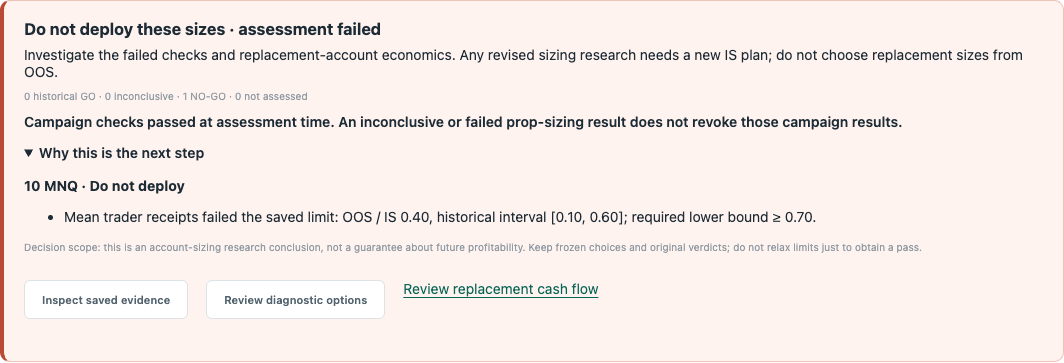 Do not deploy these sizes · assessment failed
Investigate the failed checks and replacement-account economics. Any revised sizing research needs a new IS plan; do not choose replacement sizes from
OOS.
0 historical GO · 0 inconclusive · 1 NO-GO · 0 not assessed
Campaign checks passed at assessment time. An inconclusive or failed prop-sizing result does not revoke those campaign results.
▼ Why this is the next step
10 MNQ · Do not deploy
• Mean trader receipts failed the saved limit: OOS / IS 0.40, historical interval [0.10, 0.60]; required lower bound ≥ 0.70.
Decision scope: this is an account-sizing research conclusion, not a guarantee about future profitability. Keep frozen choices and original verdicts; do not relax limits just to obtain a pass.
Inspect saved evidence
Review diagnostic options
Review replacement cash flow